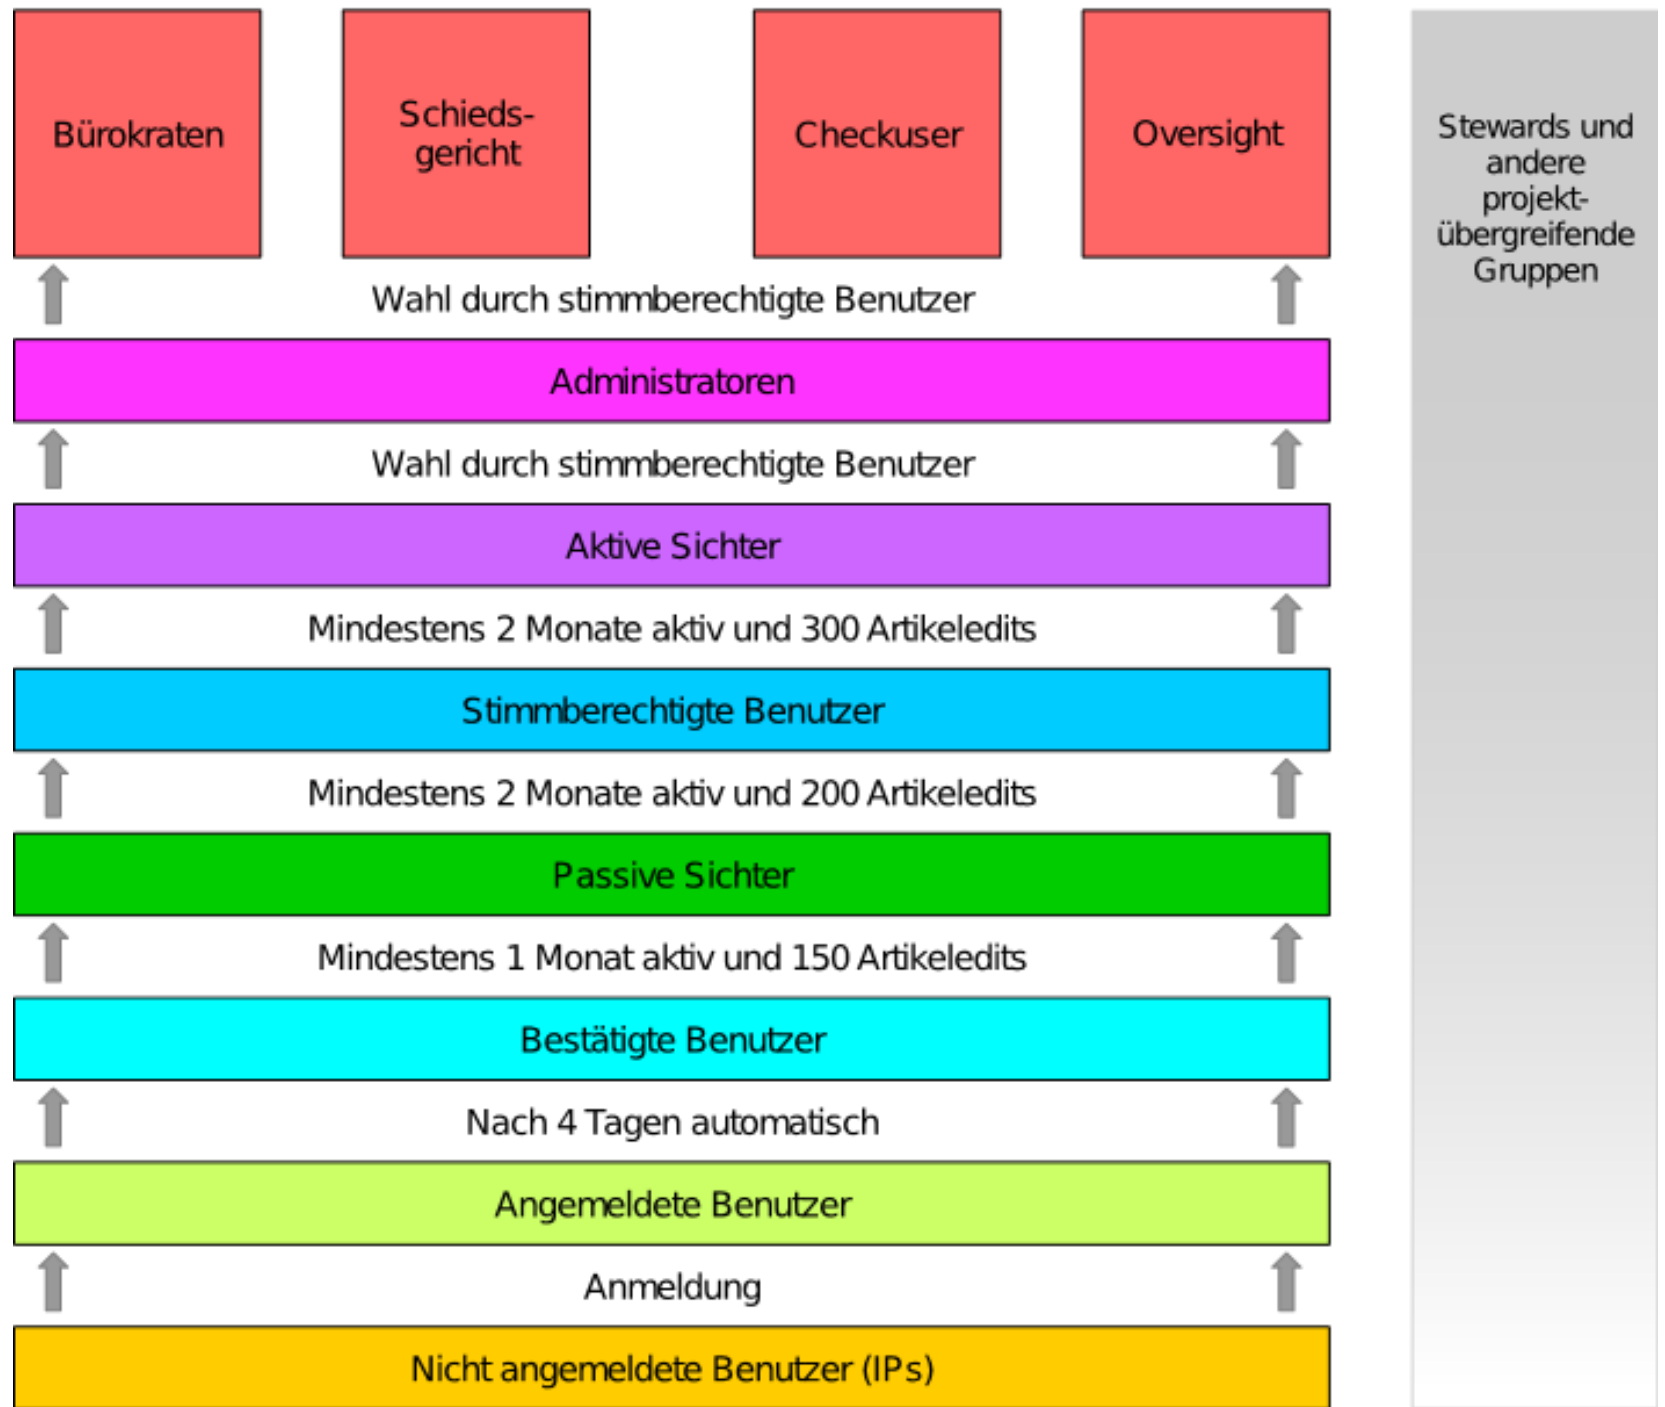 Bürokraten
Schieds-
gericht
Checkuser
Oversight
Stewards und
andere
projekt-
übergreifende
Gruppen
Wahl durch stimmberechtigte Benutzer
Administratoren
Wahl durch stimmberechtigte Benutzer
Aktive Sichter
Mindestens 2 Monate aktiv und 300 Artikeledits
Stimmberechtigte Benutzer
Mindestens 2 Monate aktiv und 200 Artikeledits
Passive Sichter
Mindestens 1 Monat aktiv und 150 Artikeledits
Bestätigte Benutzer
Nach 4 Tagen automatisch
Angemeldete Benutzer
Anmeldung
Nicht angemeldete Benutzer (IPs)